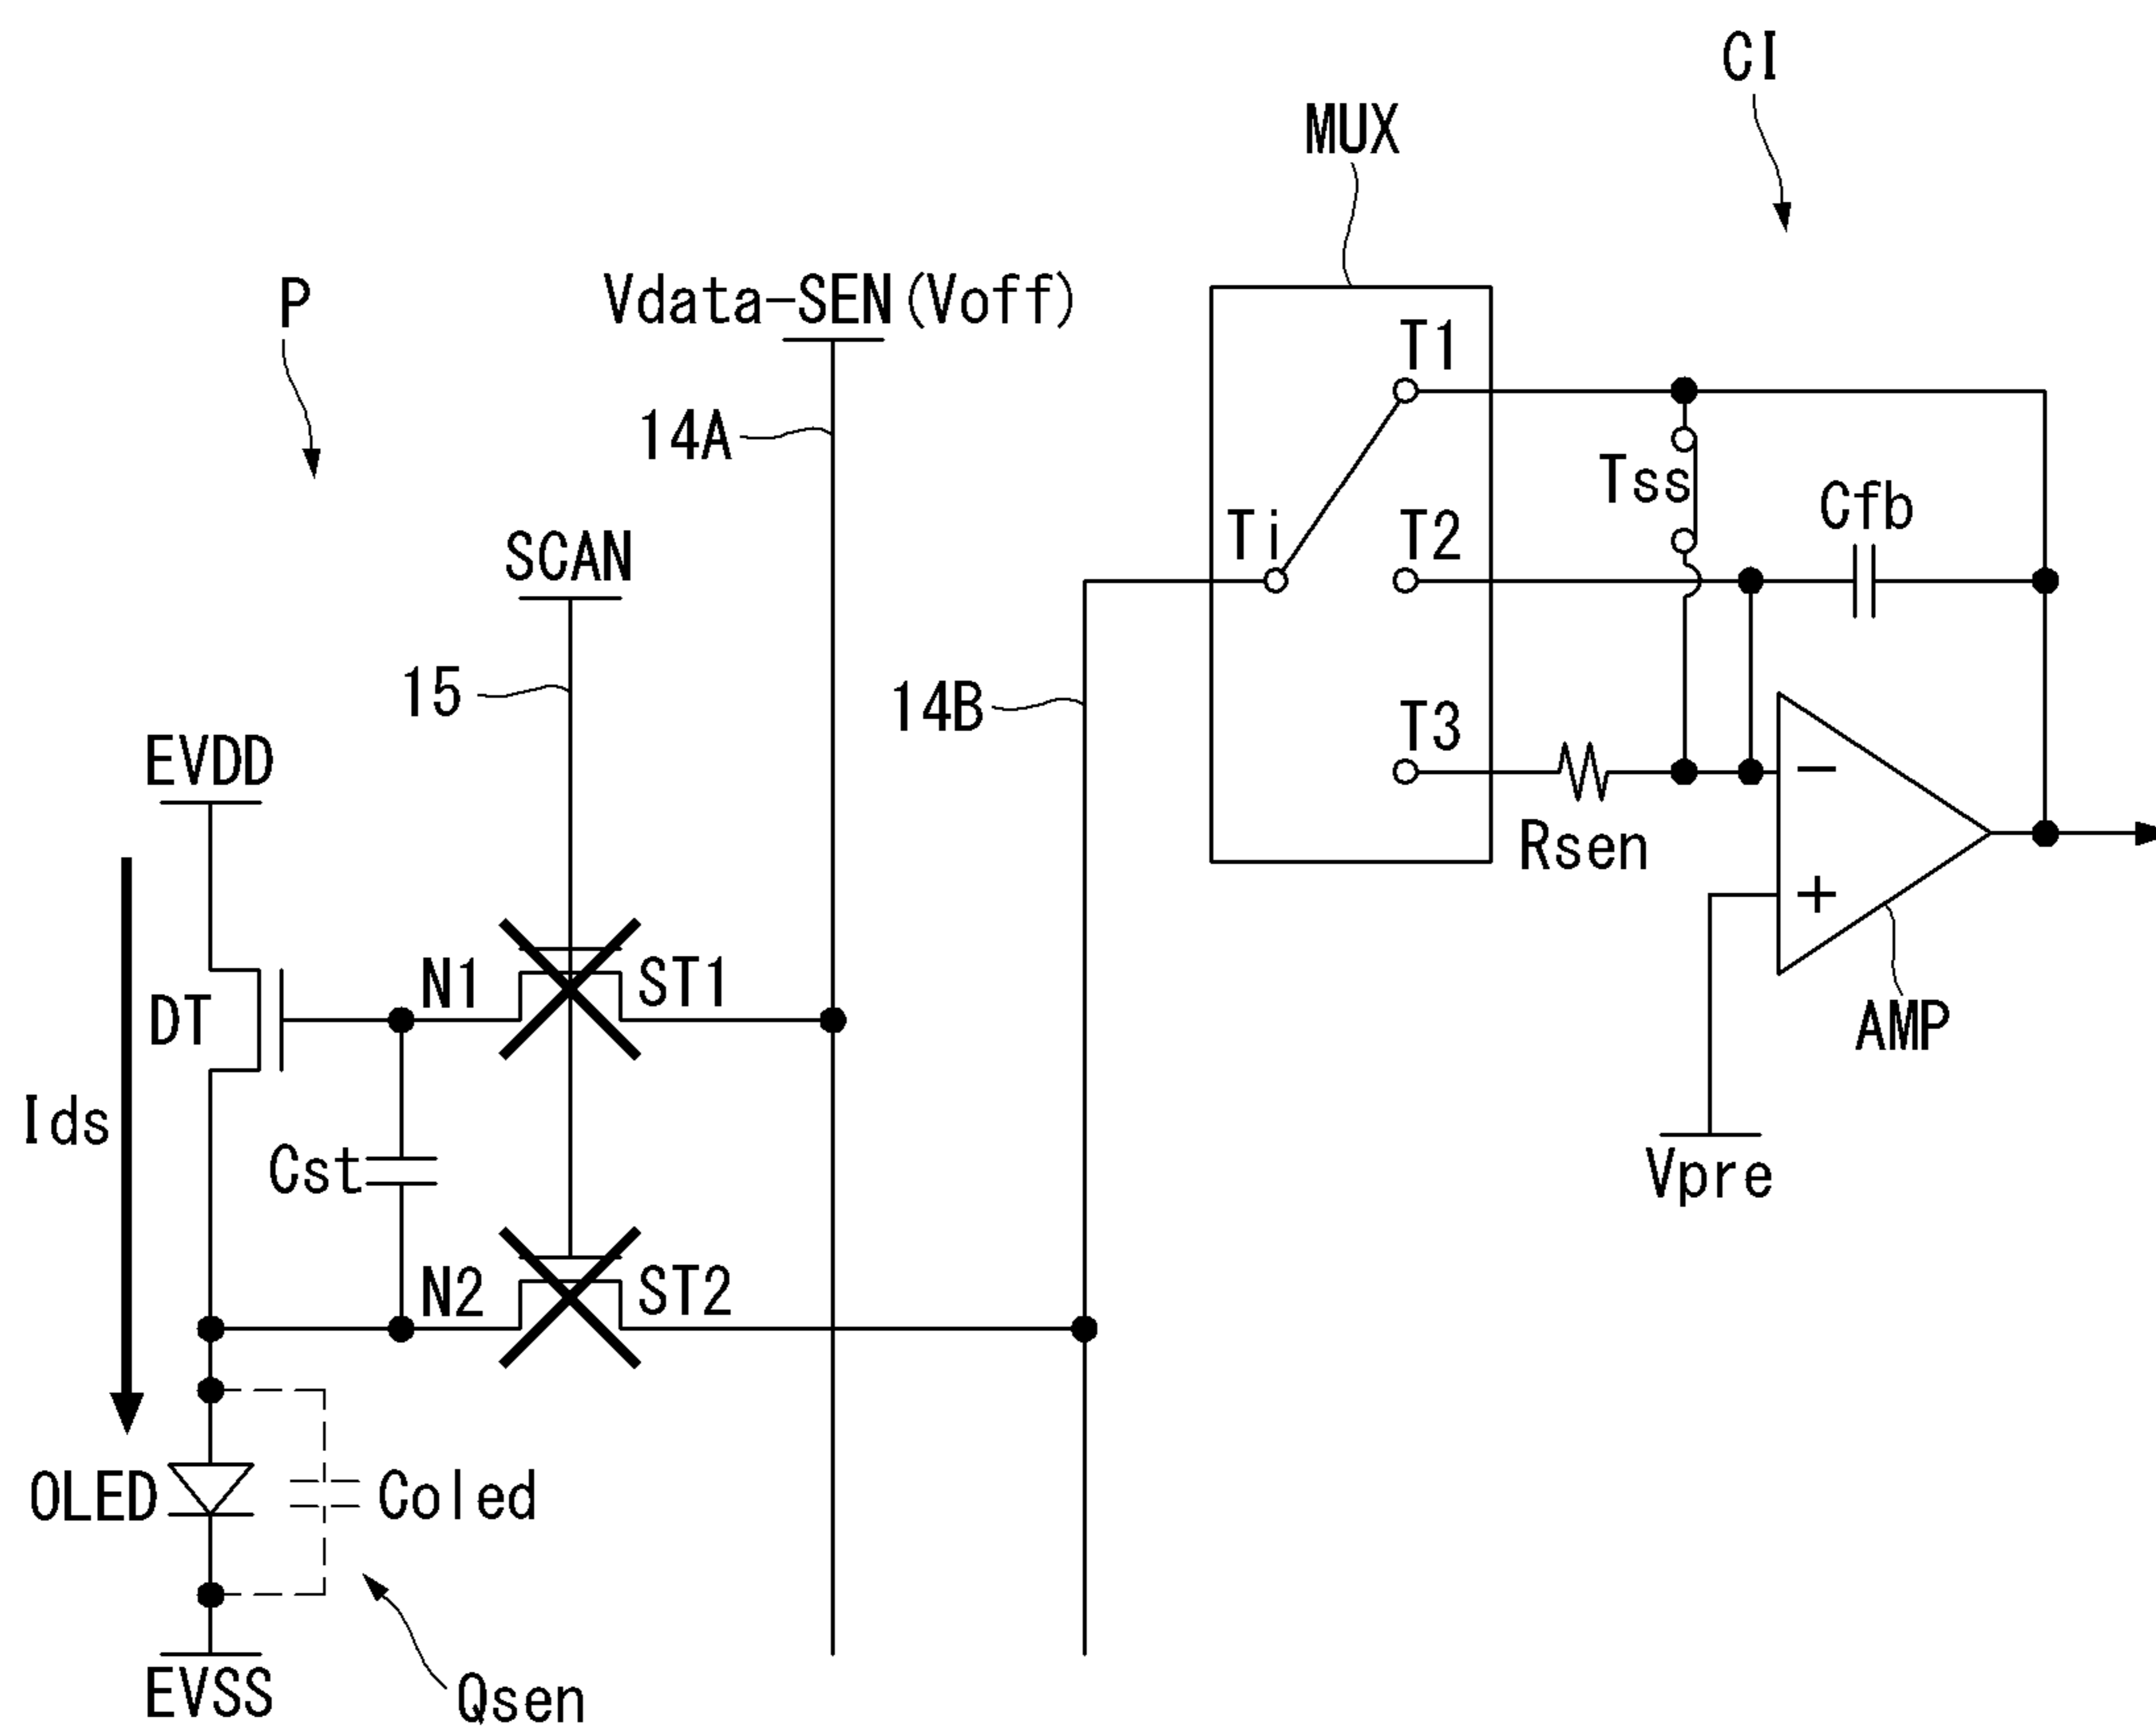 CI
MUX
P
Vdata-SEN(Voff)
T1
14A
Tss
Cfb
SCAN
Ti
T2
15
14B
T3
EVDD
−
Rsen
+
N1
ST1
DT
AMP
Ids
Cst
Vpre
N2
ST2
OLED
Coled
EVSS
Qsen